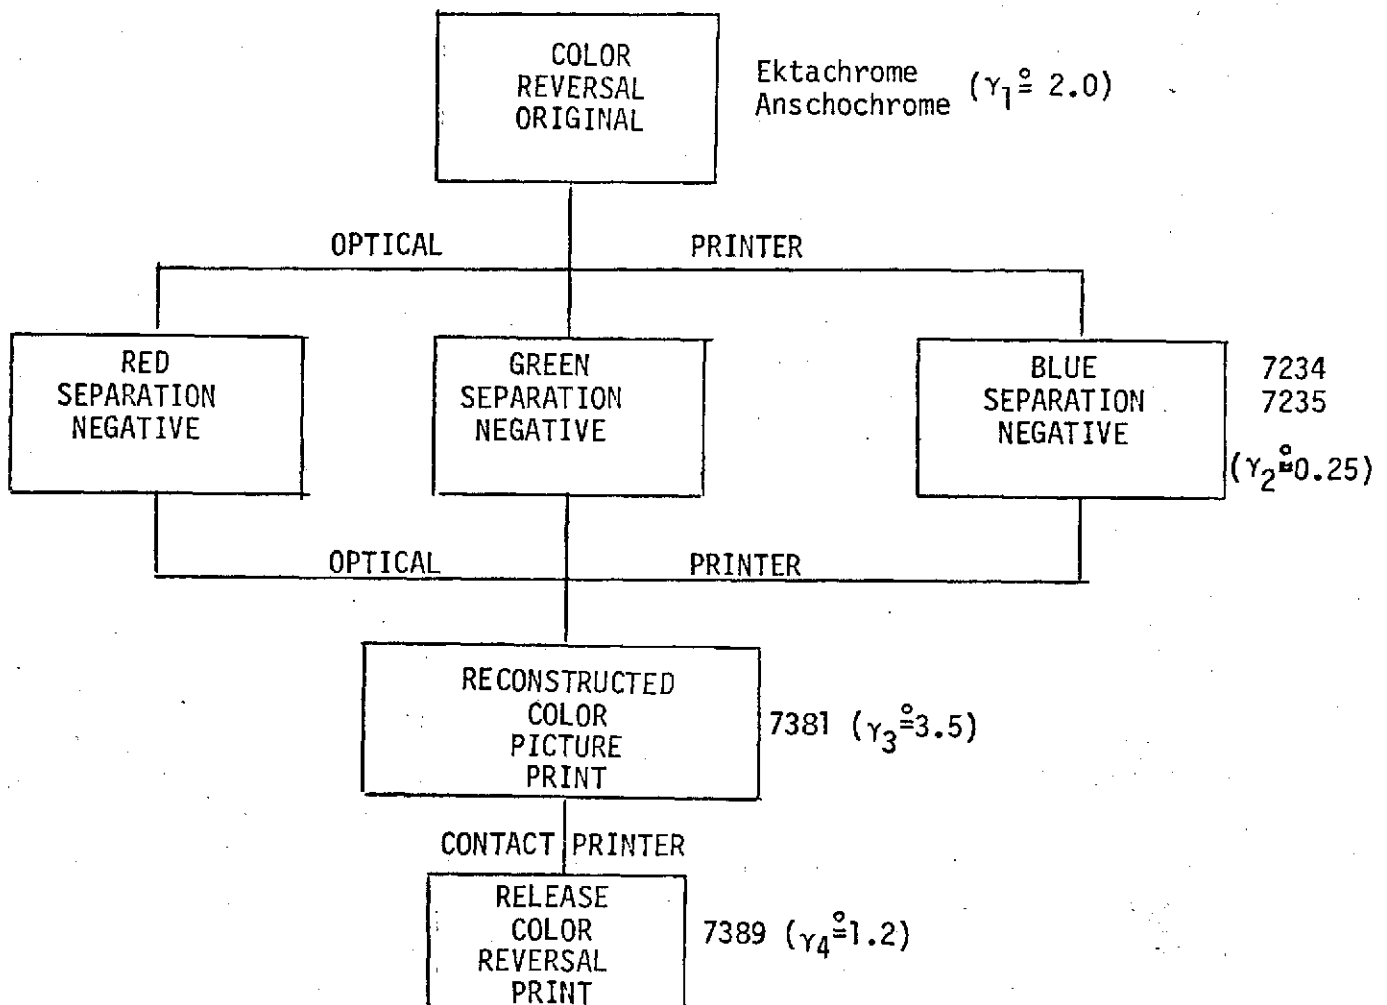 COLOR
REVERSAL
ORIGINAL
Ektachrome
Anschochrome (γ1 ≗ 2.0)
OPTICAL PRINTER
RED
SEPARATION
NEGATIVE
GREEN
SEPARATION
NEGATIVE
BLUE
SEPARATION
NEGATIVE
7234
7235
(γ2≗0.25)
OPTICAL PRINTER
RECONSTRUCTED
COLOR
PICTURE
PRINT
7381 (γ3≗3.5)
CONTACT PRINTER
RELEASE
COLOR
REVERSAL
PRINT
7389 (γ4≗1.2)